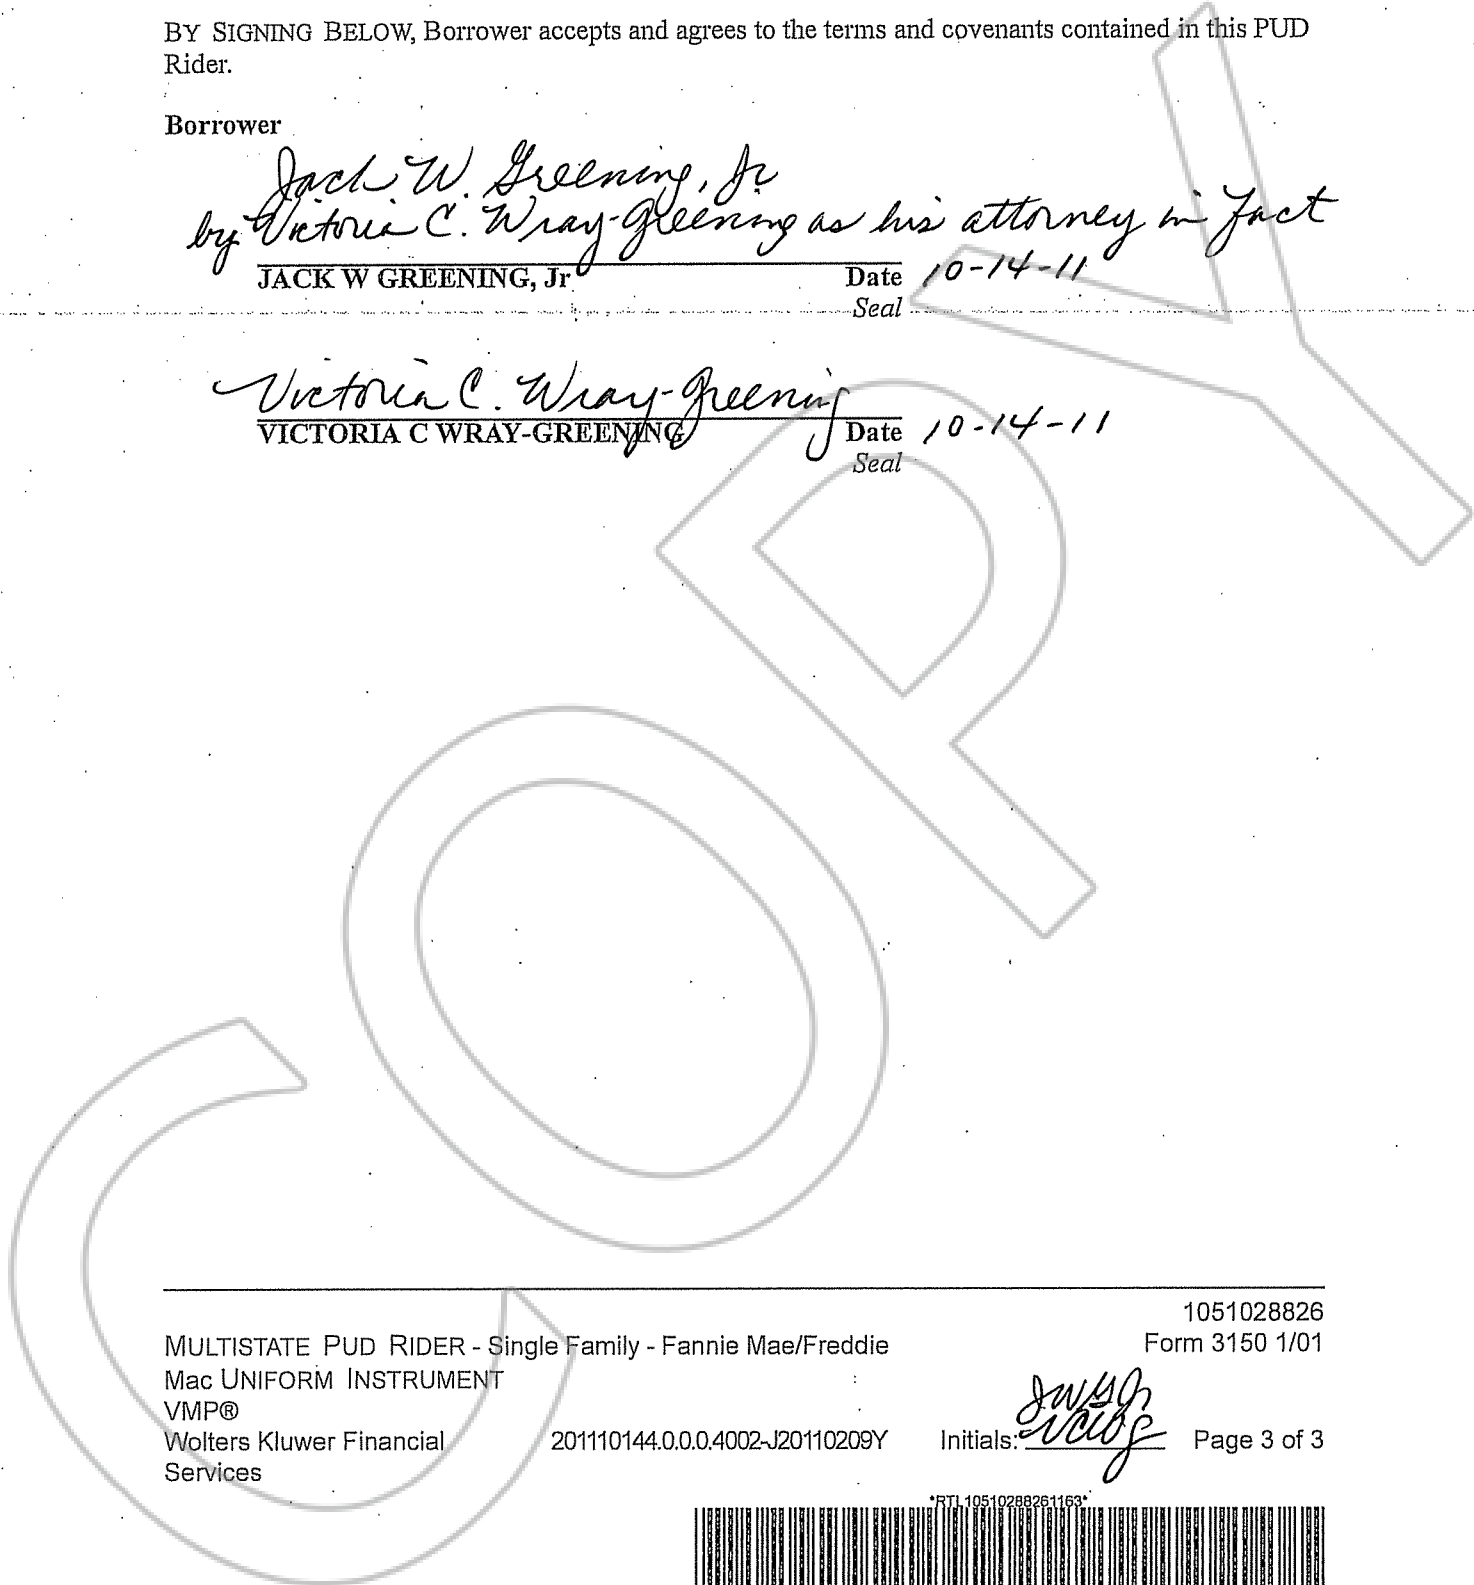 BY SIGNING BELOW, Borrower accepts and agrees to the terms and covenants contained in this PUD
Rider.
Borrower
Jack W. Greening, Jr
by Victoria C. Wray-Greening as his attorney in fact
JACK W GREENING, Jr Date 10-14-11
Seal
Victoria C. Wray-Greening
VICTORIA C WRAY-GREENING Date 10-14-11
Seal
COPY
1051028826
MULTISTATE PUD RIDER - Single Family - Fannie Mae/Freddie Form 3150 1/01
Mac UNIFORM INSTRUMENT
VMP®
JWGJr
Wolters Kluwer Financial 201110144.0.0.0.4002-J20110209Y Initials: VCWG Page 3 of 3
Services
*RTL10510288261163*